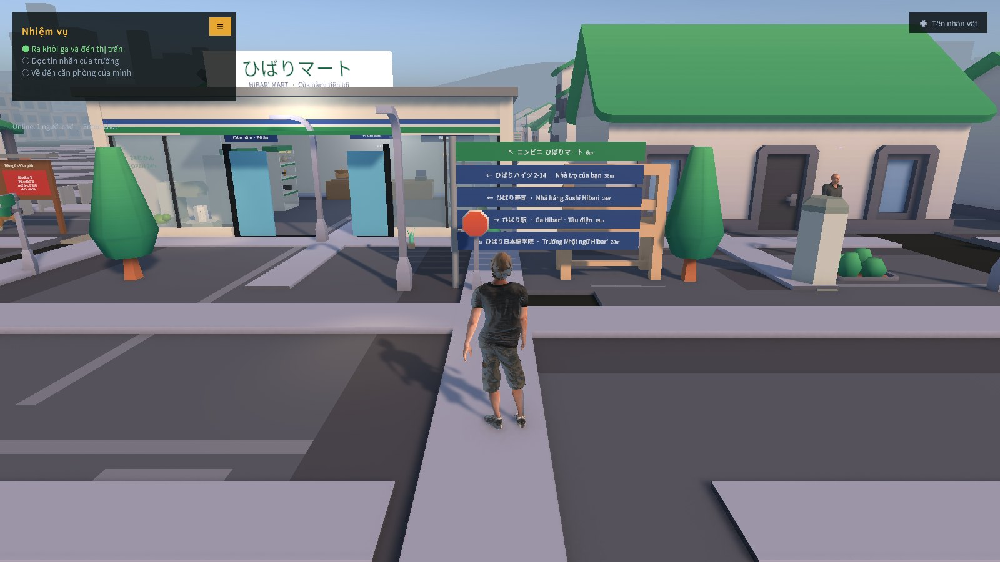 Nhiệm vụ
☰
Ra khỏi ga và đến thị trấn
Đọc tin nhắn của trường
Về đến căn phòng của mình
Tên nhân vật
ひばりマート
HIBARI MART · Cửa hàng tiện lợi
Online: 1 người chơi | Enter: chat
Cơm nắm · Đồ ăn
24じかん
OPEN 24h
↖ コンビニ ひばりマート 6m
← ひばりハイツ 2-14 · Nhà trọ của bạn 35m
← ひばり寿司 · Nhà hàng Sushi Hibari 24m
→ ひばり駅 · Ga Hibari · Tàu điện 19m
↘ ひばり日本語学院 · Trường Nhật ngữ Hibari 20m